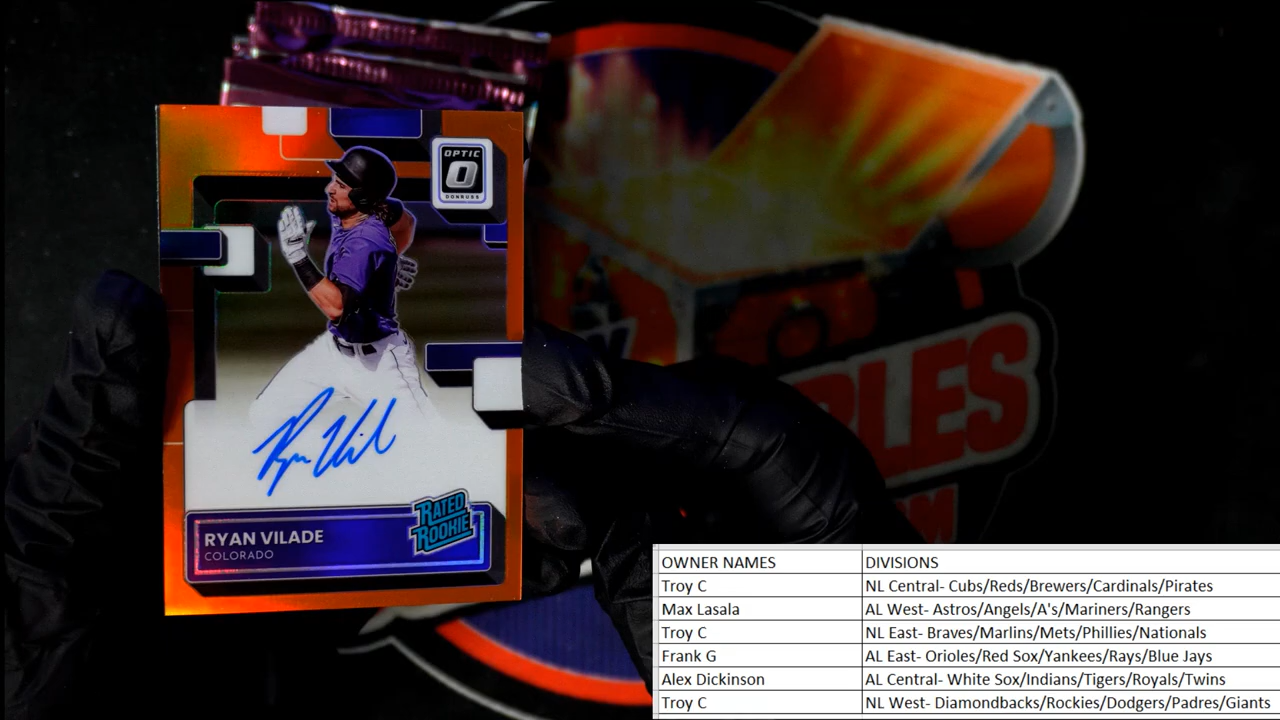 OPTIC
DONRUSS
RATED
ROOKIE
RYAN VILADE
COLORADO
OWNER NAMES DIVISIONS
Troy C NL Central- Cubs/Reds/Brewers/Cardinals/Pirates
Max Lasala AL West- Astros/Angels/A's/Mariners/Rangers
Troy C NL East- Braves/Marlins/Mets/Phillies/Nationals
Frank G AL East- Orioles/Red Sox/Yankees/Rays/Blue Jays
Alex Dickinson AL Central- White Sox/Indians/Tigers/Royals/Twins
Troy C NL West- Diamondbacks/Rockies/Dodgers/Padres/Giants